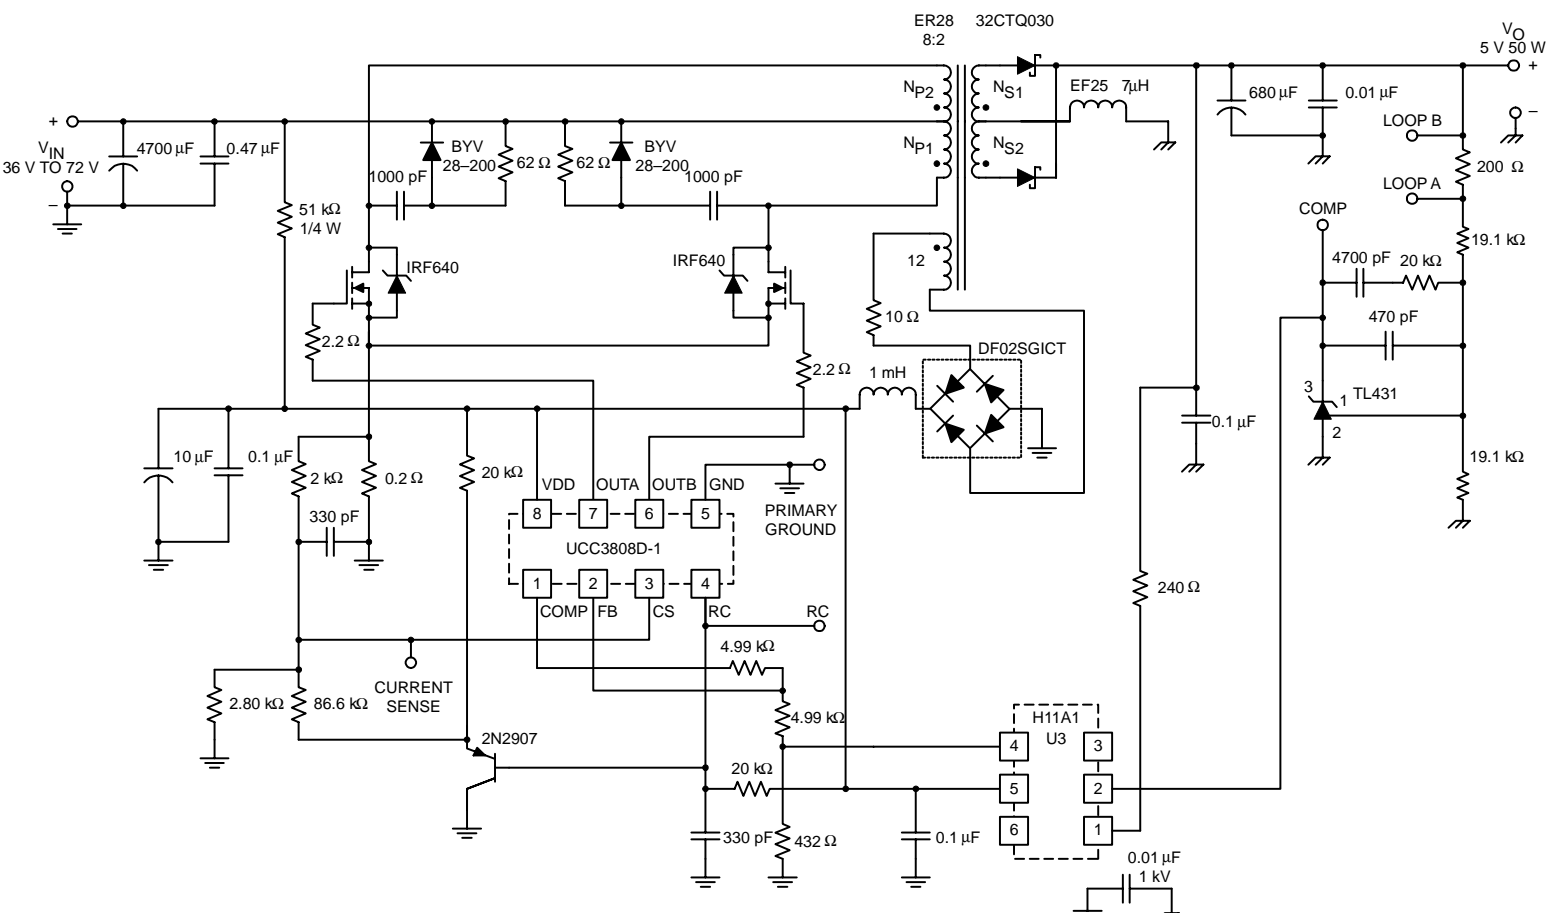 ER28 32CTQ030
8:2
VO
5 V 50 W
+
NP2
NS1
EF25 7μH
680 μF
0.01 μF
–
LOOP B
+
VIN
36 V TO 72 V
–
4700 μF
0.47 μF
BYV
28–200
62 Ω
62 Ω
BYV
28–200
NP1
NS2
1000 pF
1000 pF
200 Ω
LOOP A
51 kΩ
1/4 W
COMP
19.1 kΩ
IRF640
IRF640
12
4700 pF
20 kΩ
10 Ω
470 pF
2.2 Ω
DF02SGICT
2.2 Ω
1 mH
3
1
TL431
2
0.1 μF
10 μF
0.1 μF
2 kΩ
0.2 Ω
20 kΩ
19.1 kΩ
VDD
OUTA
OUTB
GND
330 pF
8
7
6
5
PRIMARY
GROUND
UCC3808D-1
1
2
3
4
COMP
FB
CS
RC
RC
240 Ω
4.99 kΩ
CURRENT
SENSE
2.80 kΩ
86.6 kΩ
4.99 kΩ
2N2907
H11A1
U3
4
3
20 kΩ
5
2
6
1
330 pF
432 Ω
0.1 μF
0.01 μF
1 kV